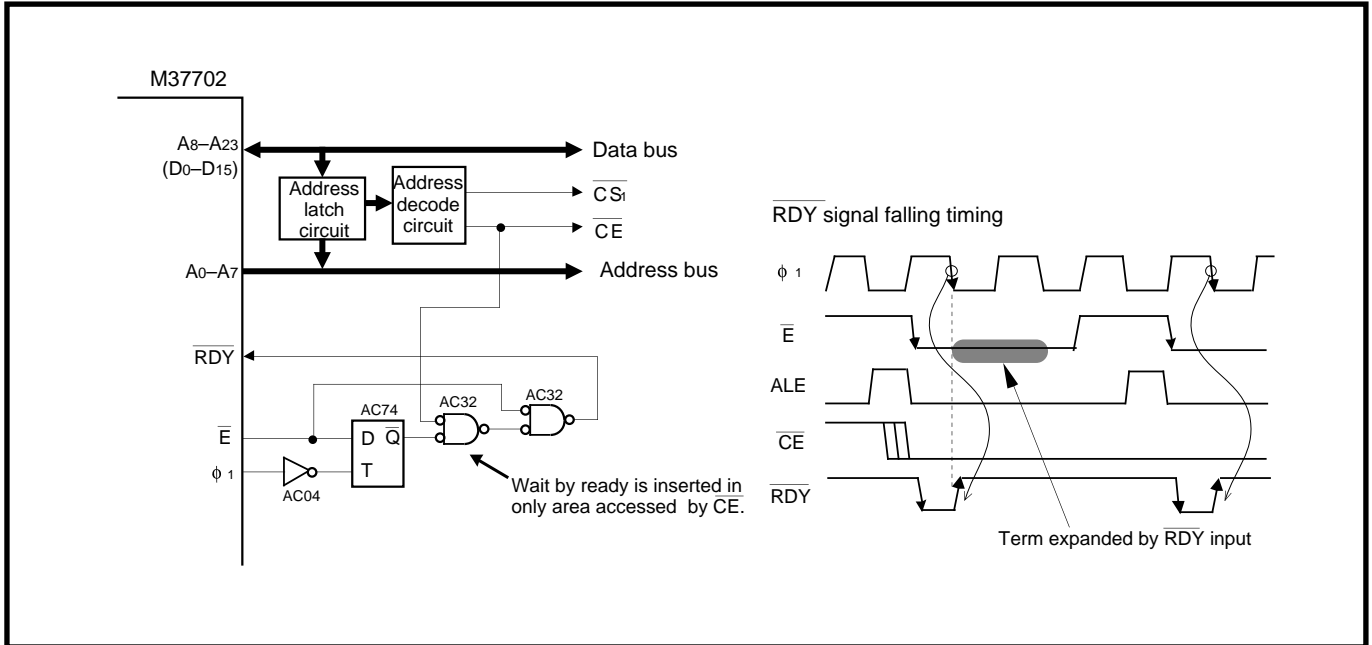 M37702
A8–A23
(D0–D15)
Data bus
Address
latch
circuit
Address
decode
circuit
CS1
CE
A0–A7
Address bus
RDY
AC32
AC32
AC74
E
D Q
T
ϕ 1
AC04
Wait by ready is inserted in
only area accessed by CE.
RDY signal falling timing
ϕ 1
E
ALE
CE
RDY
Term expanded by RDY input